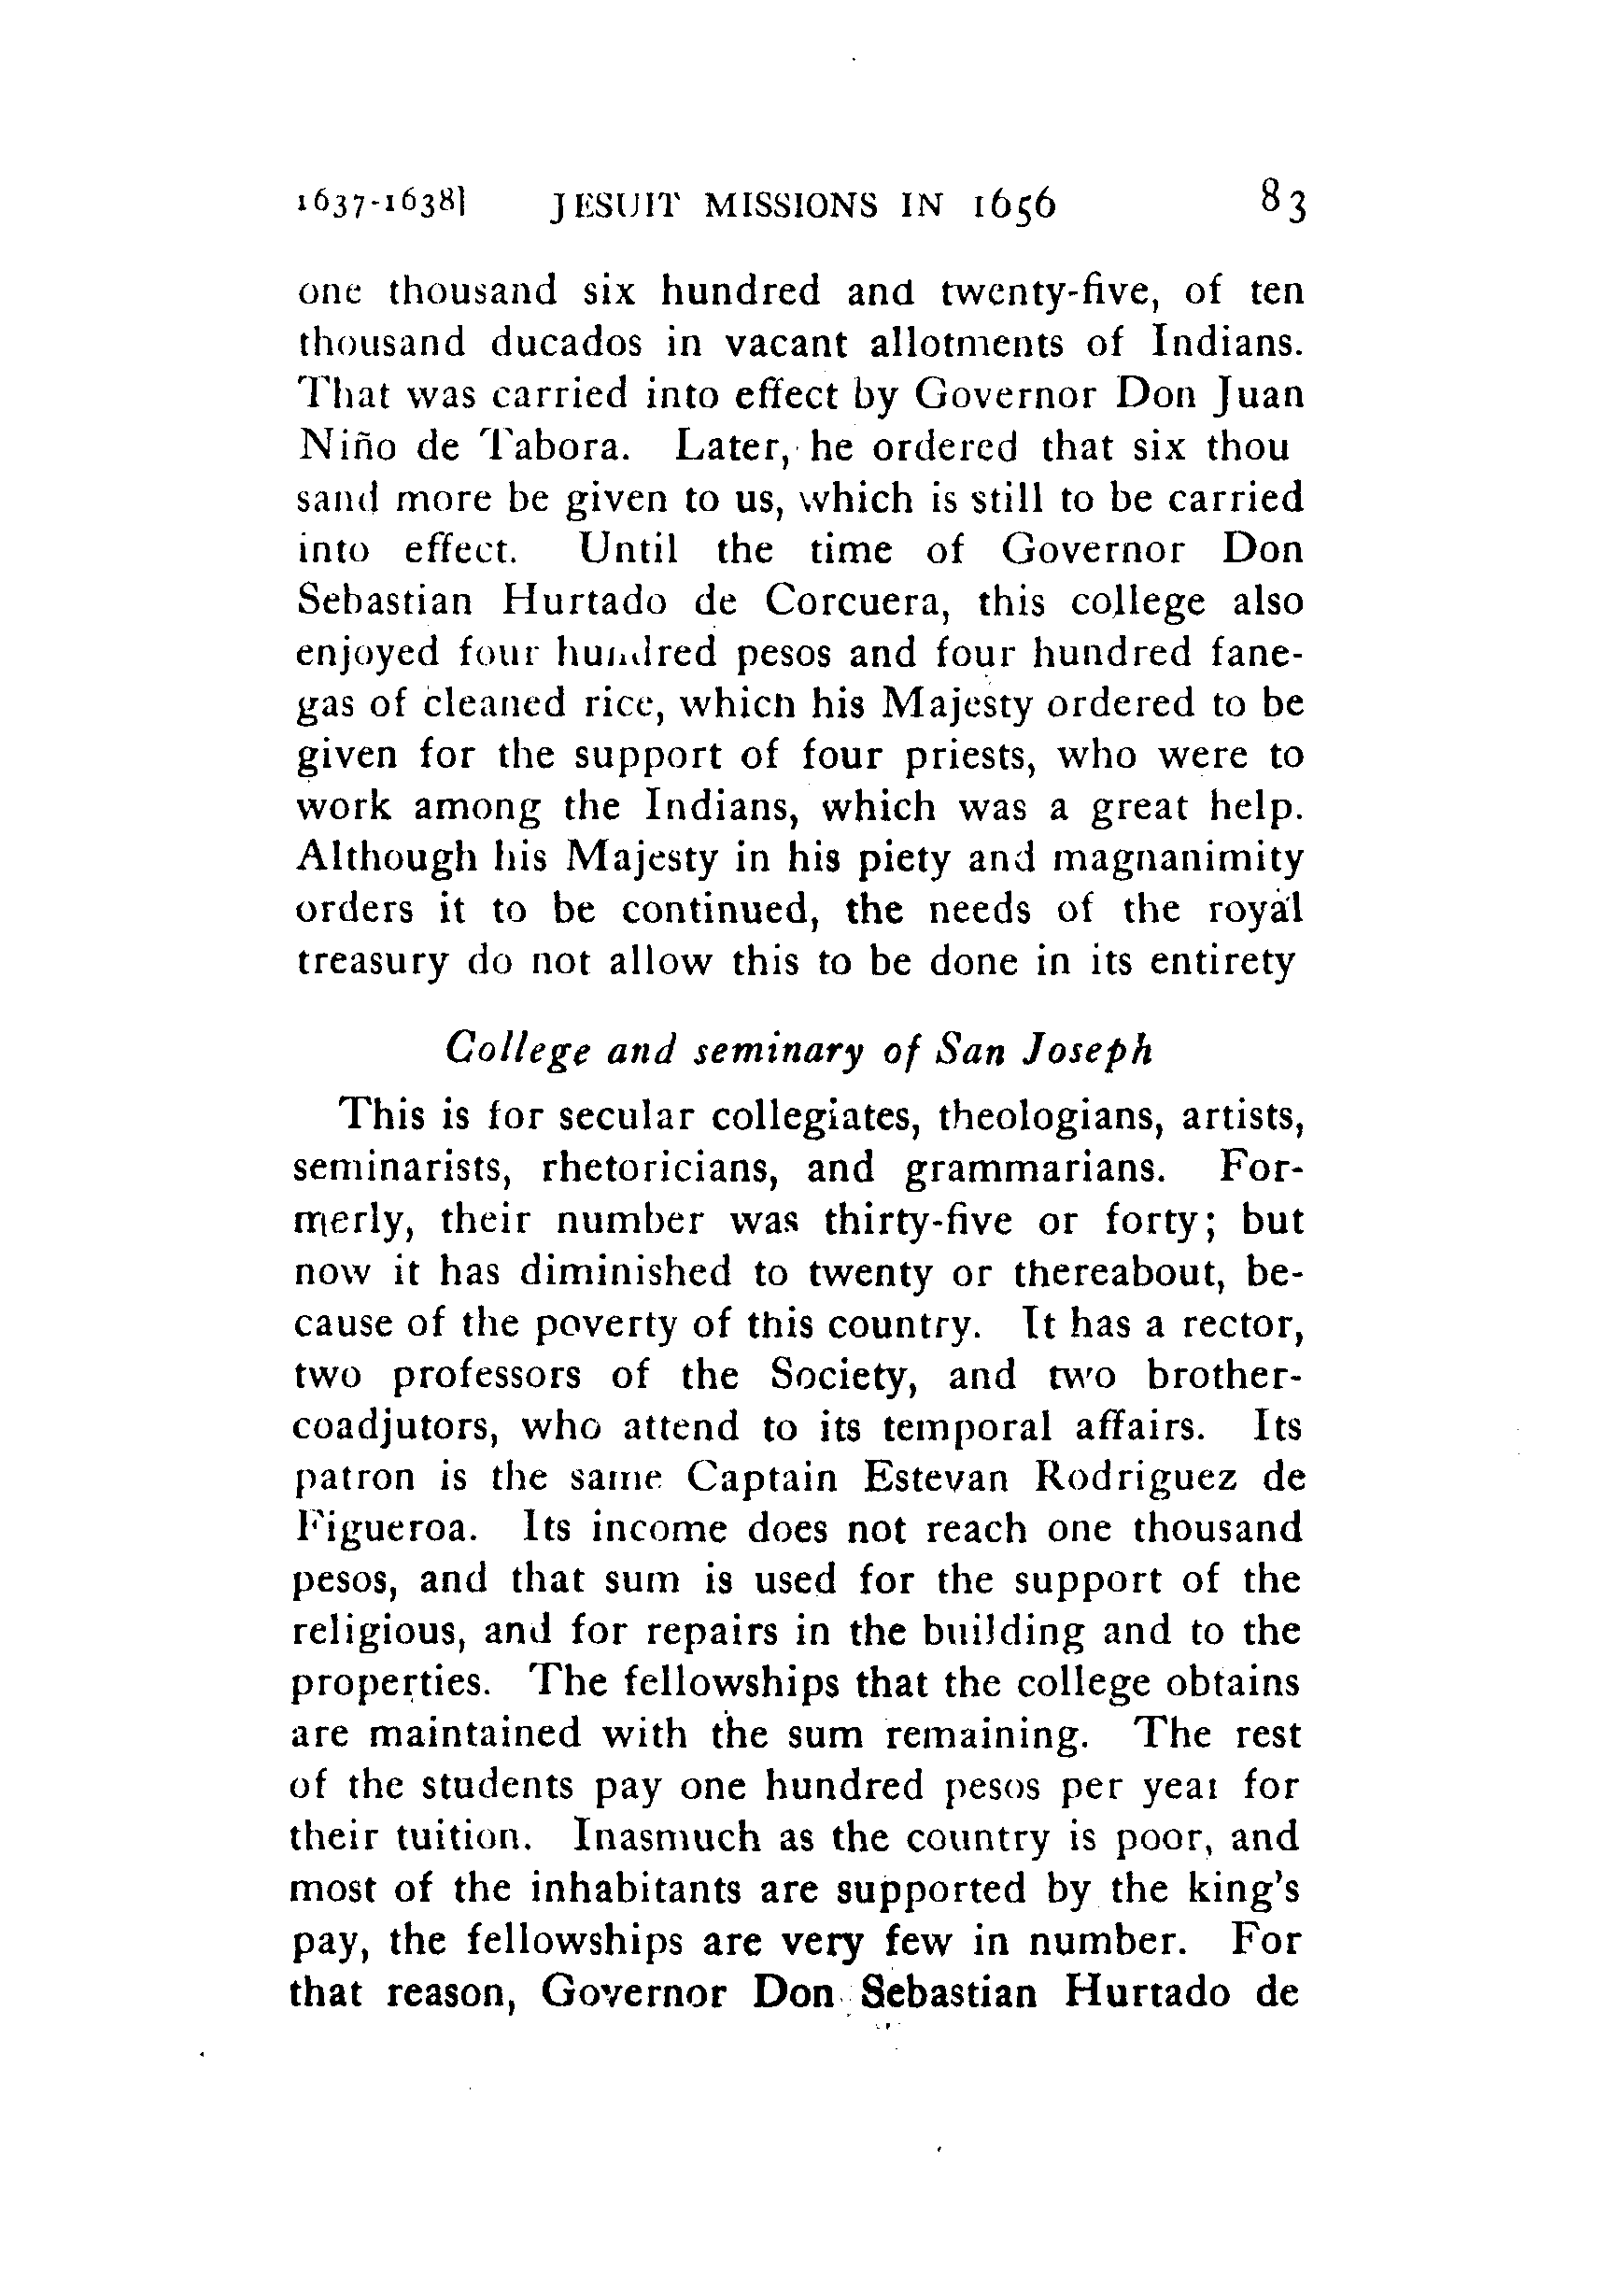 1637-1638] JESUIT MISSIONS IN 1656 83
one thousand six hundred and twenty-five, of ten
thousand ducados in vacant allotments of Indians.
That was carried into effect by Governor Don Juan
Niño de Tabora. Later, he ordered that six thou
sand more be given to us, which is still to be carried
into effect. Until the time of Governor Don
Sebastian Hurtado de Corcuera, this college also
enjoyed four hundred pesos and four hundred fane-
gas of cleaned rice, which his Majesty ordered to be
given for the support of four priests, who were to
work among the Indians, which was a great help.
Although his Majesty in his piety and magnanimity
orders it to be continued, the needs of the royal
treasury do not allow this to be done in its entirety
College and seminary of San Joseph
This is for secular collegiates, theologians, artists,
seminarists, rhetoricians, and grammarians. For-
merly, their number was thirty-five or forty; but
now it has diminished to twenty or thereabout, be-
cause of the poverty of this country. It has a rector,
two professors of the Society, and two brother-
coadjutors, who attend to its temporal affairs. Its
patron is the same Captain Estevan Rodriguez de
Figueroa. Its income does not reach one thousand
pesos, and that sum is used for the support of the
religious, and for repairs in the building and to the
properties. The fellowships that the college obtains
are maintained with the sum remaining. The rest
of the students pay one hundred pesos per year for
their tuition. Inasmuch as the country is poor, and
most of the inhabitants are supported by the king's
pay, the fellowships are very few in number. For
that reason, Governor Don Sebastian Hurtado de